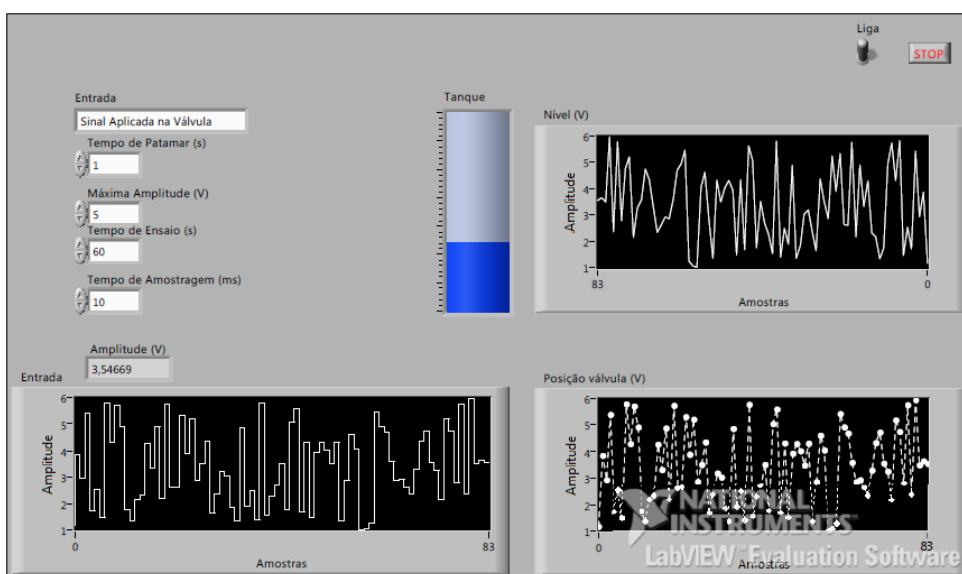 Liga
STOP
Entrada
Sinal Aplicada na Válvula
Tempo de Patamar (s)
1
Máxima Amplitude (V)
5
Tempo de Ensaio (s)
60
Tempo de Amostragem (ms)
10
Amplitude (V)
3,54669
Tanque
Nível (V)
Amplitude
6
5
4
3
2
1
83
0
Amostras
Entrada
Amplitude
6
5
4
3
2
1
0
83
Amostras
Posição válvula (V)
Amplitude
6
5
4
3
2
1
0
83
Amostras
NATIONAL
INSTRUMENTS
LabVIEW™ Evaluation Software